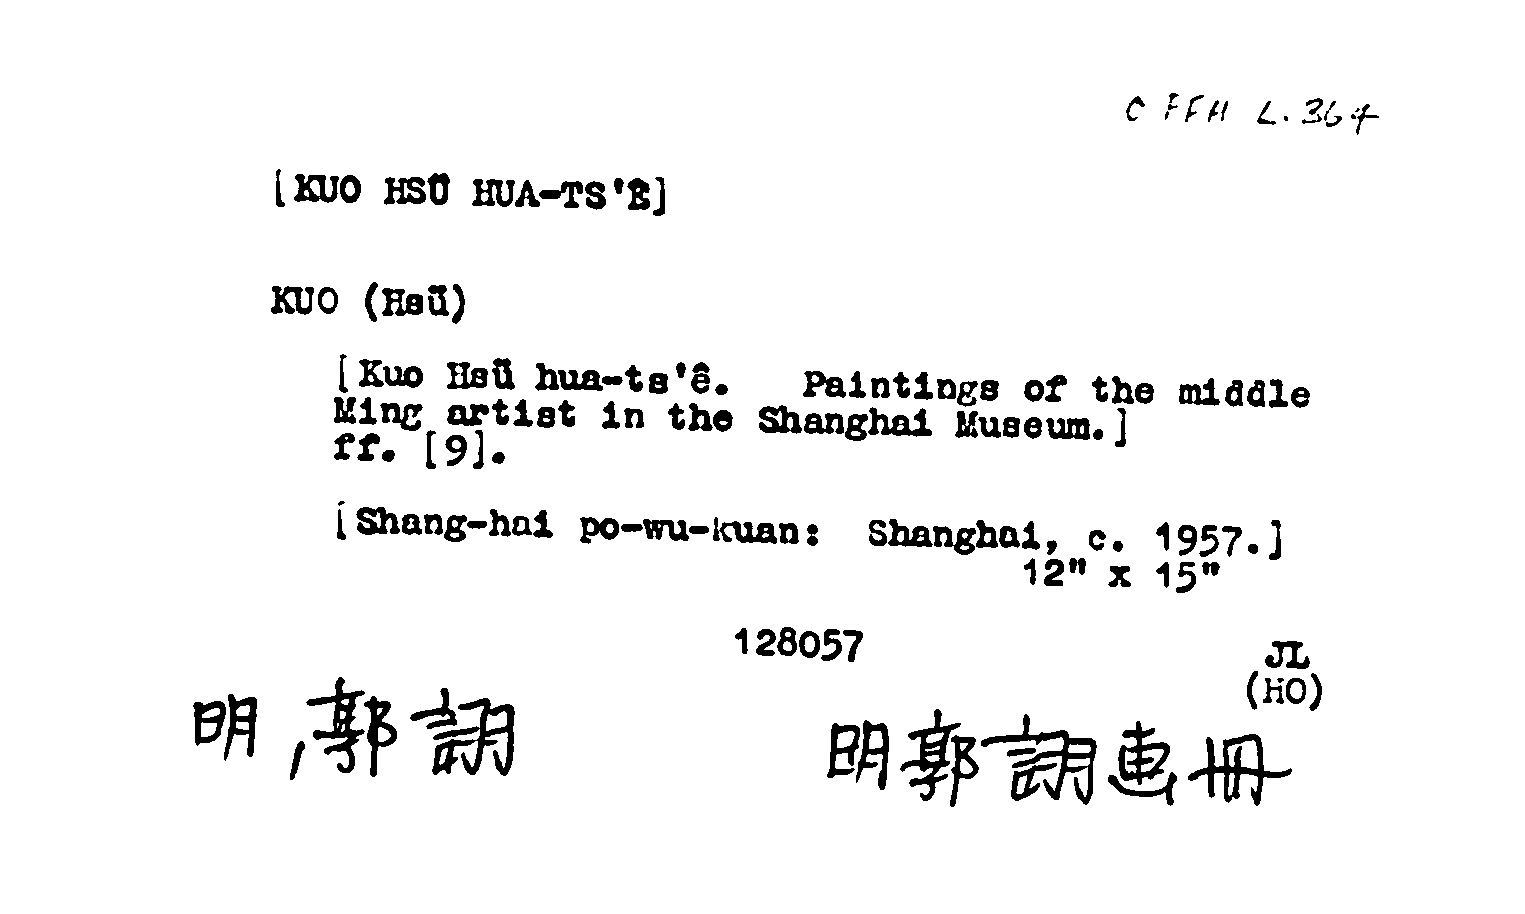 C FFH L.364
[KUO HSÜ HUA-TS'Ê]
KUO (Hsü)
[Kuo Hsü hua-ts'ê. Paintings of the middle
Ming artist in the Shanghai Museum.]
ff. [9].
[Shang-hai po-wu-kuan: Shanghai, c. 1957.]
12" x 15"
128057
JL
(HO)
明,郭詡
明郭詡画冊